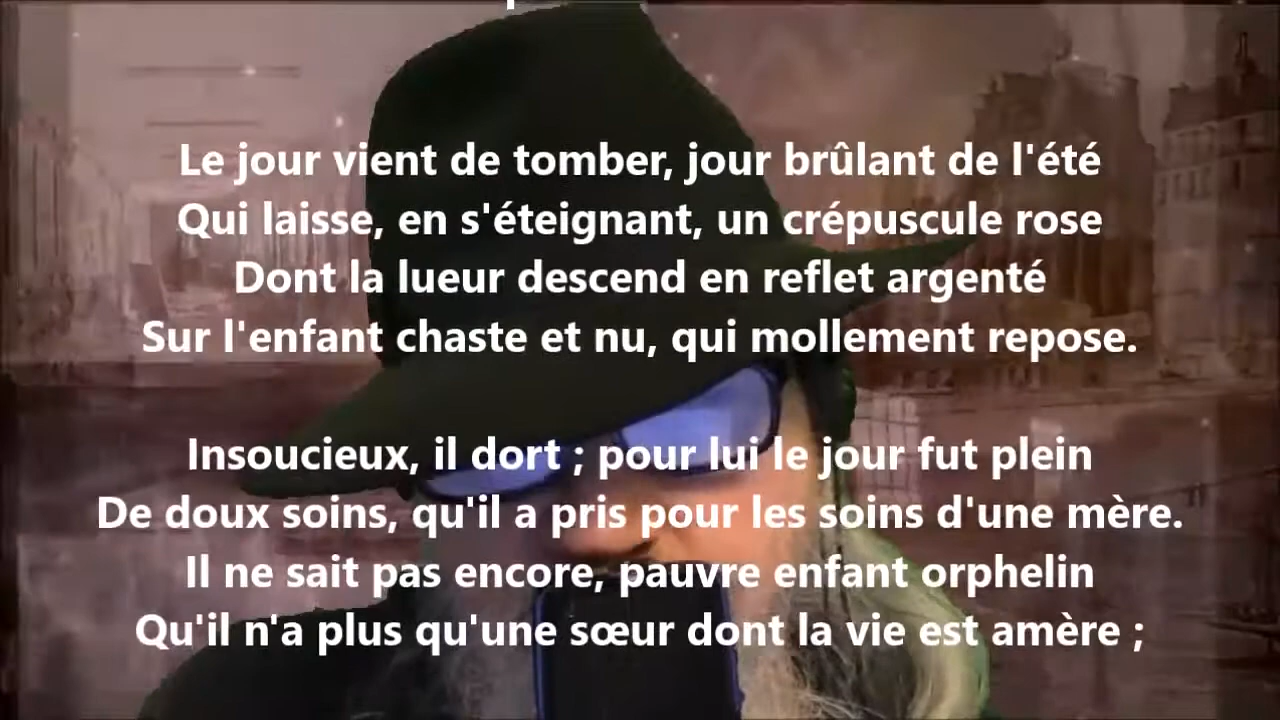 Le jour vient de tomber, jour brûlant de l'été
Qui laisse, en s'éteignant, un crépuscule rose
Dont la lueur descend en reflet argenté
Sur l'enfant chaste et nu, qui mollement repose.
Insoucieux, il dort ; pour lui le jour fut plein
De doux soins, qu'il a pris pour les soins d'une mère.
Il ne sait pas encore, pauvre enfant orphelin
Qu'il n'a plus qu'une sœur dont la vie est amère ;